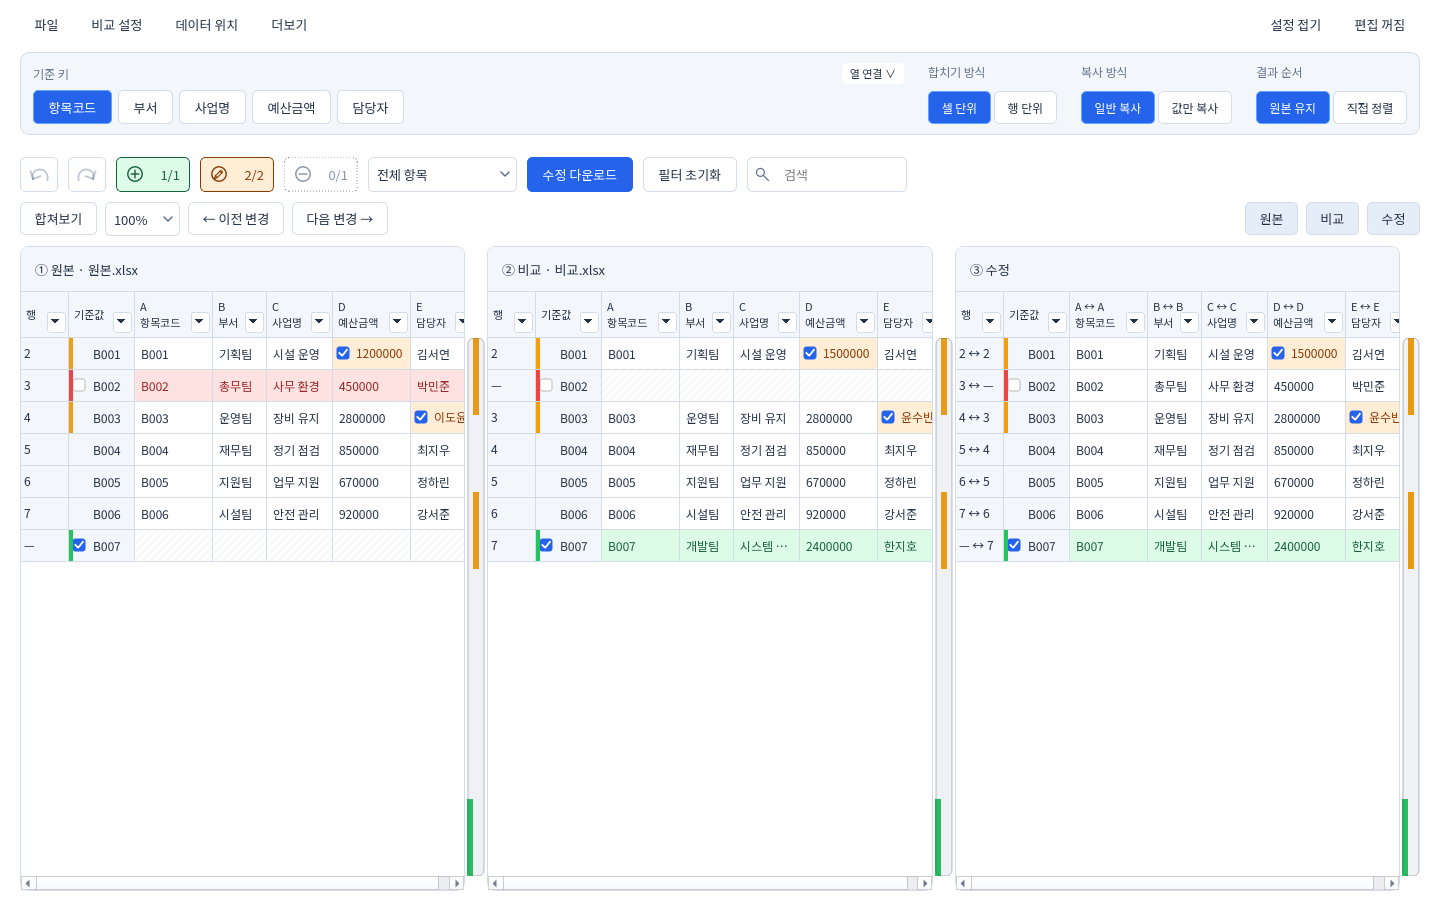 파일 비교 설정 데이터 위치 더보기 설정 접기 편집 꺼짐
기준 키 열 연결 ∨ 합치기 방식 복사 방식 결과 순서
항목코드 부서 사업명 예산금액 담당자 셀 단위 행 단위 일반 복사 값만 복사 원본 유지 직접 정렬
1/1 2/2 0/1 전체 항목 수정 다운로드 필터 초기화 검색
합쳐보기 100% ← 이전 변경 다음 변경 → 원본 비교 수정
① 원본 · 원본.xlsx
행 기준값 A 항목코드 B 부서 C 사업명 D 예산금액 E 담당자
2 B001 B001 기획팀 시설 운영 1200000 김서연
3 B002 B002 총무팀 사무 환경 450000 박민준
4 B003 B003 운영팀 장비 유지 2800000 이도윤
5 B004 B004 재무팀 정기 점검 850000 최지우
6 B005 B005 지원팀 업무 지원 670000 정하린
7 B006 B006 시설팀 안전 관리 920000 강서준
— B007
② 비교 · 비교.xlsx
행 기준값 A 항목코드 B 부서 C 사업명 D 예산금액 E 담당자
2 B001 B001 기획팀 시설 운영 1500000 김서연
— B002
3 B003 B003 운영팀 장비 유지 2800000 윤수빈
4 B004 B004 재무팀 정기 점검 850000 최지우
5 B005 B005 지원팀 업무 지원 670000 정하린
6 B006 B006 시설팀 안전 관리 920000 강서준
7 B007 B007 개발팀 시스템 … 2400000 한지호
③ 수정
행 기준값 A ↔ A 항목코드 B ↔ B 부서 C ↔ C 사업명 D ↔ D 예산금액 E ↔ E 담당자
2 ↔ 2 B001 B001 기획팀 시설 운영 1500000 김서연
3 ↔ — B002 B002 총무팀 사무 환경 450000 박민준
4 ↔ 3 B003 B003 운영팀 장비 유지 2800000 윤수빈
5 ↔ 4 B004 B004 재무팀 정기 점검 850000 최지우
6 ↔ 5 B005 B005 지원팀 업무 지원 670000 정하린
7 ↔ 6 B006 B006 시설팀 안전 관리 920000 강서준
— ↔ 7 B007 B007 개발팀 시스템 … 2400000 한지호